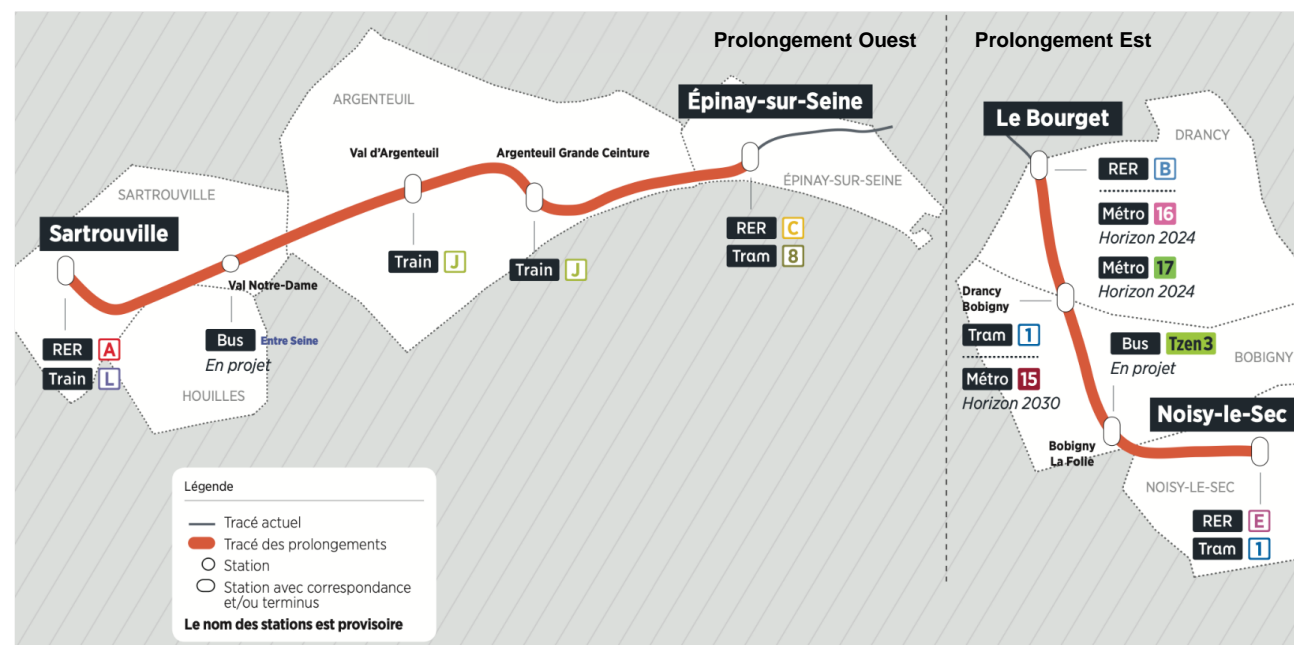 Prolongement Ouest
Prolongement Est
ARGENTEUIL
Épinay-sur-Seine
Le Bourget
DRANCY
Val d'Argenteuil
Argenteuil Grande Ceinture
RER B
ÉPINAY-SUR-SEINE
SARTROUVILLE
Métro 16
Horizon 2024
Sartrouville
RER C
Tram 8
Train J
Train J
Métro 17
Horizon 2024
Val Notre-Dame
Drancy
Bobigny
Tram 1
Bus Entre Seine
En projet
Bus Tzen 3
En projet
RER A
Train L
BOBIGNY
Métro 15
Horizon 2030
HOUILLES
Noisy-le-Sec
Bobigny
La Folle
NOISY-LE-SEC
RER E
Tram 1
Légende
Tracé actuel
Tracé des prolongements
Station
Station avec correspondance
et/ou terminus
Le nom des stations est provisoire